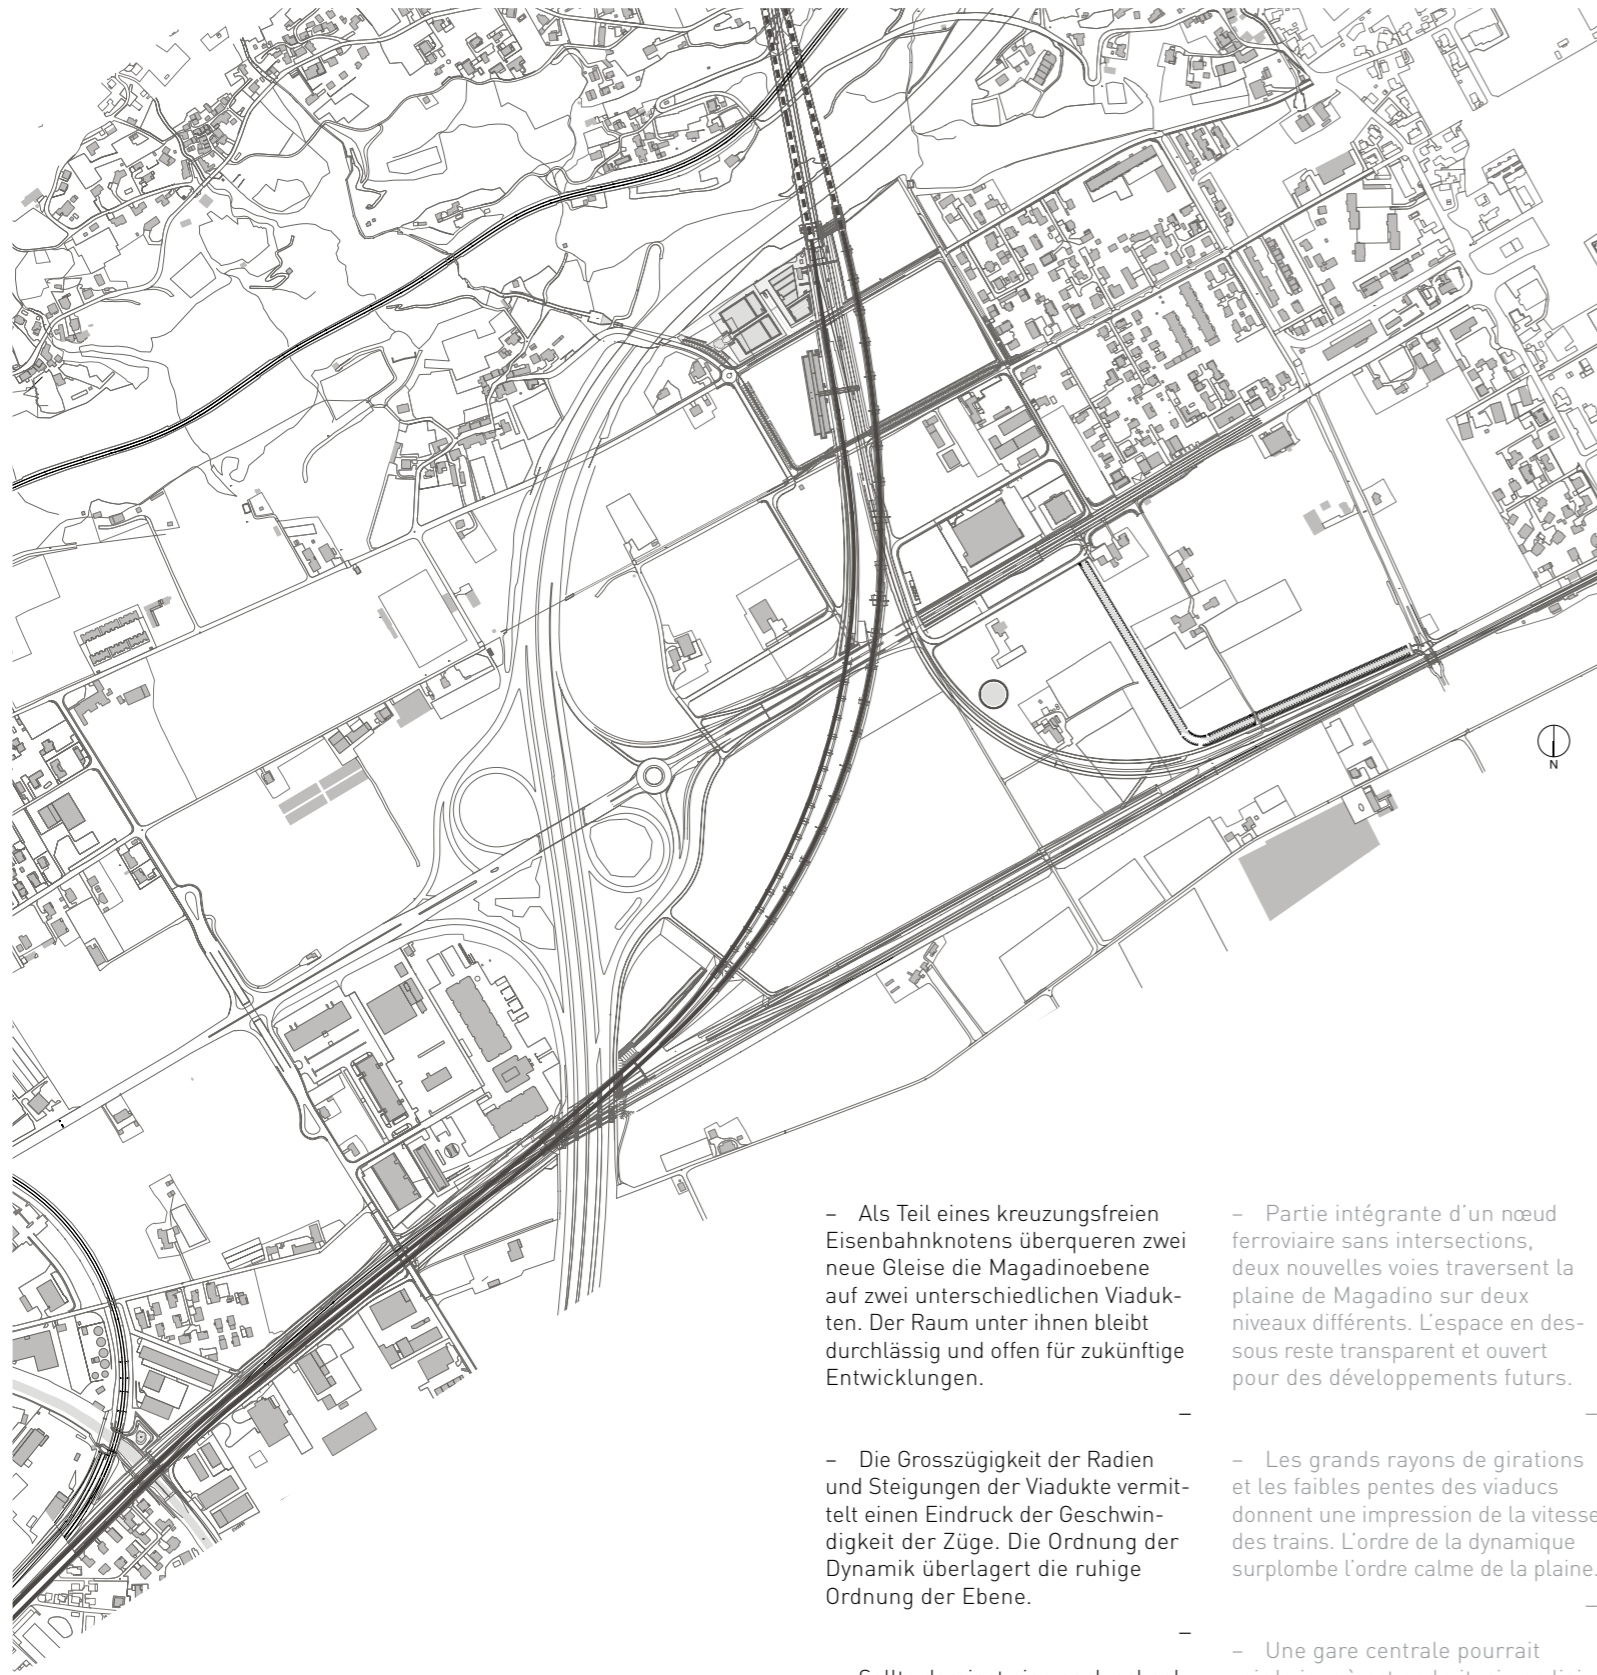 N
–   Als Teil eines kreuzungsfreien
Eisenbahnknotens überqueren zwei
neue Gleise die Magadinoebene
auf zwei unterschiedlichen Viaduk-
ten. Der Raum unter ihnen bleibt
durchlässig und offen für zukünftige
Entwicklungen.
–
–   Die Grosszügigkeit der Radien
und Steigungen der Viadukte vermit-
telt einen Eindruck der Geschwin-
digkeit der Züge. Die Ordnung der
Dynamik überlagert die ruhige
Ordnung der Ebene.
–
–   Partie intégrante d’un nœud
ferroviaire sans intersections,
deux nouvelles voies traversent la
plaine de Magadino sur deux
niveaux différents. L’espace en des-
sous reste transparent et ouvert
pour des développements futurs.
–
–   Les grands rayons de girations
et les faibles pentes des viaducs
donnent une impression de la vitesse
des trains. L’ordre de la dynamique
surplombe l’ordre calme de la plaine.
–
–   Une gare centrale pourrait